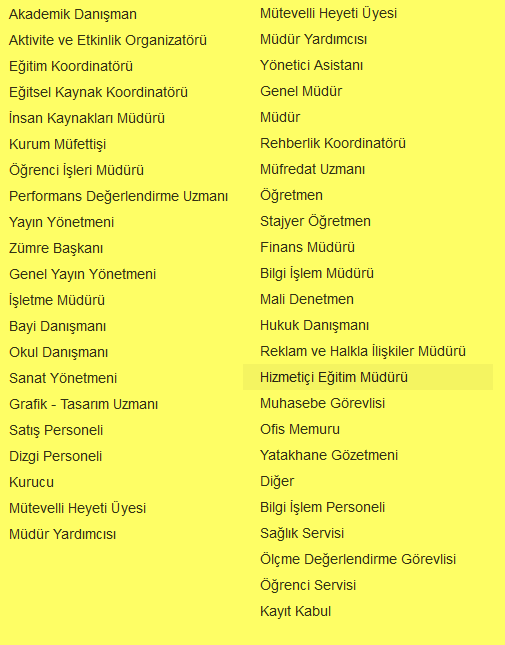 Akademik Danışman
Aktivite ve Etkinlik Organizatörü
Eğitim Koordinatörü
Eğitsel Kaynak Koordinatörü
İnsan Kaynakları Müdürü
Kurum Müfettişi
Öğrenci İşleri Müdürü
Performans Değerlendirme Uzmanı
Yayın Yönetmeni
Zümre Başkanı
Genel Yayın Yönetmeni
İşletme Müdürü
Bayi Danışmanı
Okul Danışmanı
Sanat Yönetmeni
Grafik - Tasarım Uzmanı
Satış Personeli
Dizgi Personeli
Kurucu
Mütevelli Heyeti Üyesi
Müdür Yardımcısı
Mütevelli Heyeti Üyesi
Müdür Yardımcısı
Yönetici Asistanı
Genel Müdür
Müdür
Rehberlik Koordinatörü
Müfredat Uzmanı
Öğretmen
Stajyer Öğretmen
Finans Müdürü
Bilgi İşlem Müdürü
Mali Denetmen
Hukuk Danışmanı
Reklam ve Halkla İlişkiler Müdürü
Hizmetiçi Eğitim Müdürü
Muhasebe Görevlisi
Ofis Memuru
Yatakhane Gözetmeni
Diğer
Bilgi İşlem Personeli
Sağlık Servisi
Ölçme Değerlendirme Görevlisi
Öğrenci Servisi
Kayıt Kabul